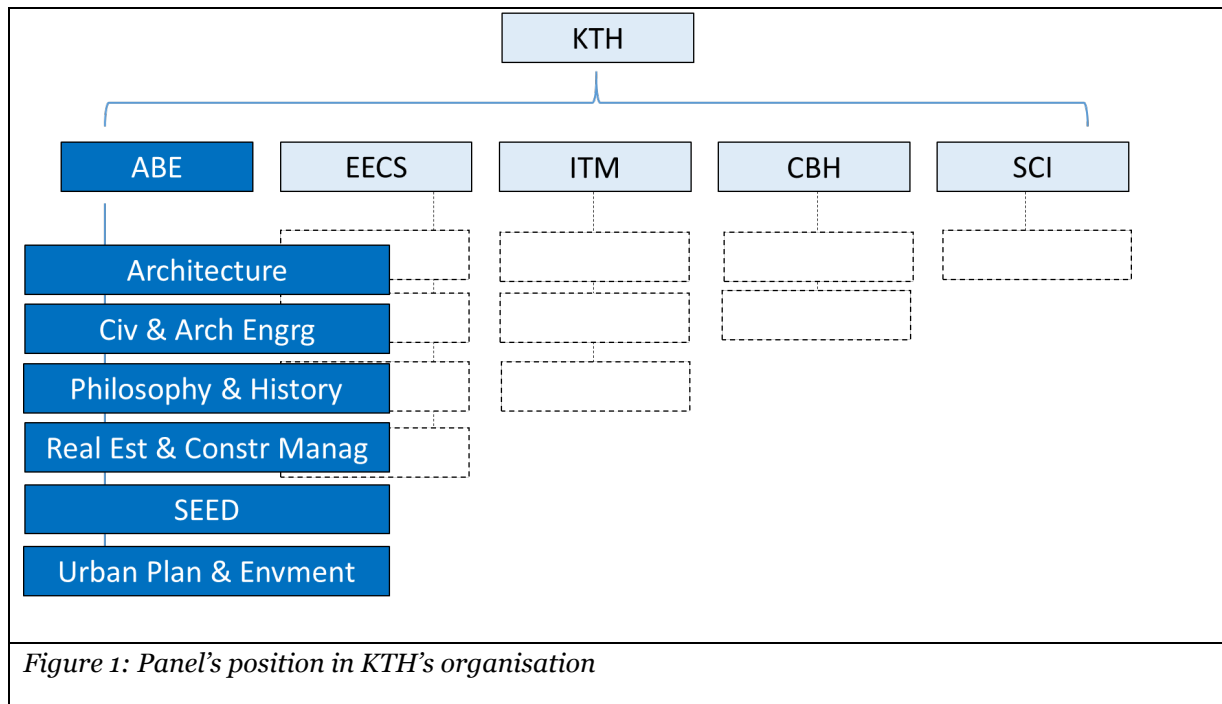 KTH
ABE
EECS
ITM
CBH
SCI
Architecture
Civ & Arch Engrg
Philosophy & History
Real Est & Constr Manag
SEED
Urban Plan & Envment
Figure 1: Panel’s position in KTH’s organisation